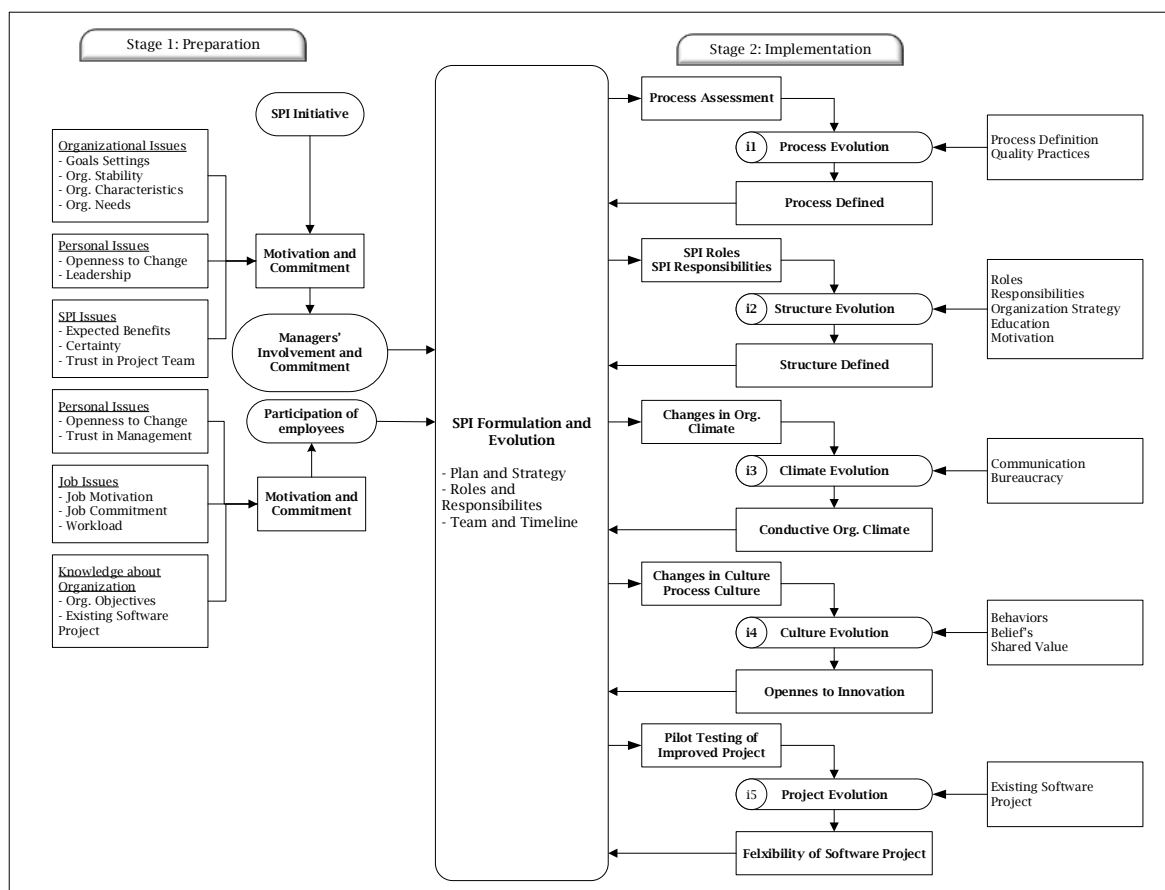 Stage 1: Preparation
SPI Initiative
Organizational Issues
- Goals Settings
- Org. Stability
- Org. Characteristics
- Org. Needs
Personal Issues
- Openness to Change
- Leadership
SPI Issues
- Expected Benefits
- Certainty
- Trust in Project Team
Motivation and
Commitment
Managers'
Involvement and
Commitment
Personal Issues
- Openness to Change
- Trust in Management
Job Issues
- Job Motivation
- Job Commitment
- Workload
Knowledge about
Organization
- Org. Objectives
- Existing Software
Project
Participation of
employees
Motivation and
Commitment
SPI Formulation and
Evolution
- Plan and Strategy
- Roles and
Responsibilites
- Team and Timeline
Stage 2: Implementation
Process Assessment
i1 Process Evolution
Process Definition
Quality Practices
Process Defined
SPI Roles
SPI Responsibilities
i2 Structure Evolution
Roles
Responsibilities
Organization Strategy
Education
Motivation
Structure Defined
Changes in Org.
Climate
i3 Climate Evolution
Communication
Bureaucracy
Conductive Org. Climate
Changes in Culture
Process Culture
i4 Culture Evolution
Behaviors
Belief's
Shared Value
Opennes to Innovation
Pilot Testing of
Improved Project
i5 Project Evolution
Existing Software
Project
Felxibility of Software Project